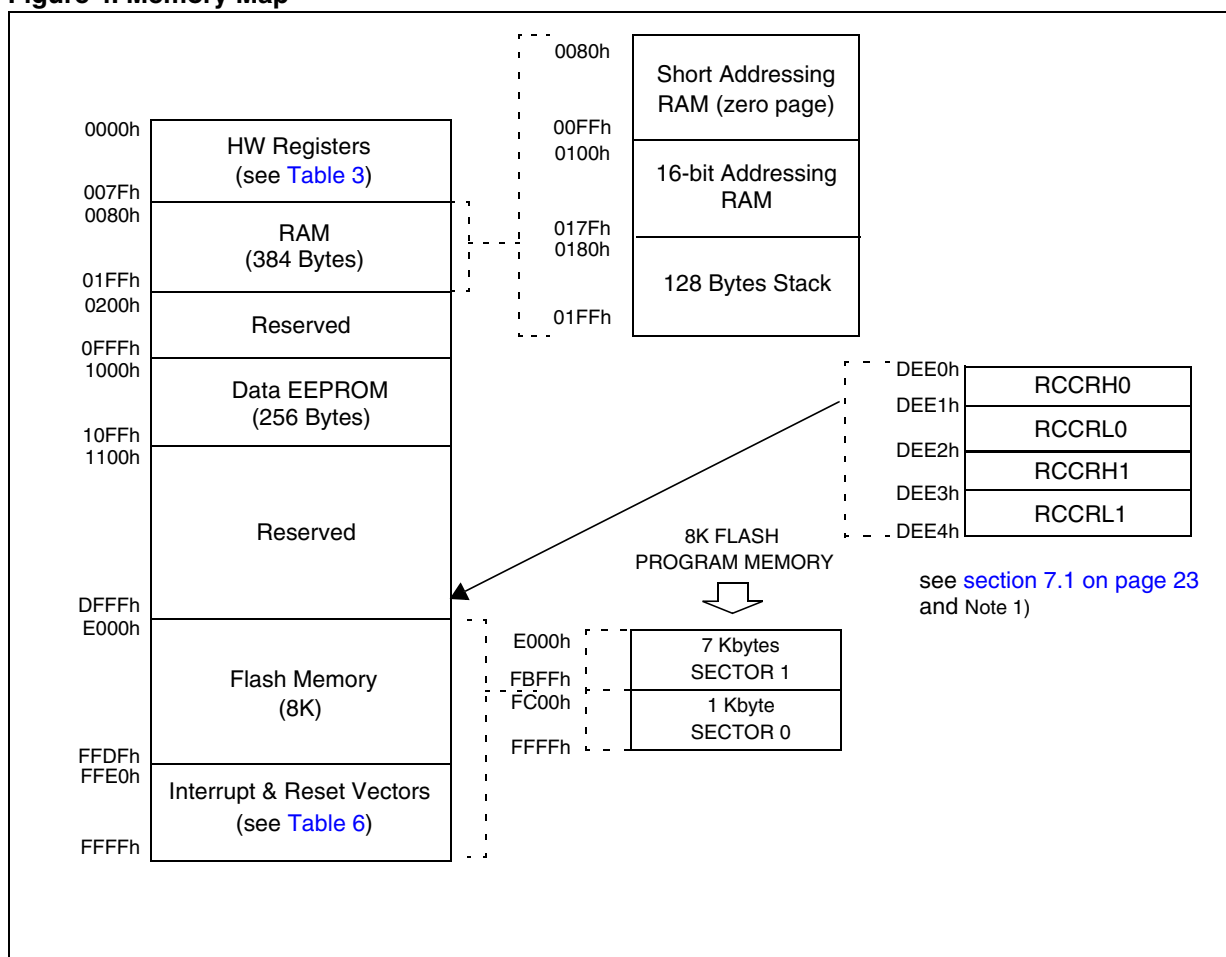 Figure 4. Memory Map
0000h
HW Registers
(see Table 3)
007Fh
0080h
RAM
(384 Bytes)
01FFh
0200h
Reserved
0FFFh
1000h
Data EEPROM
(256 Bytes)
10FFh
1100h
Reserved
DFFFh
E000h
Flash Memory
(8K)
FFDFh
FFE0h
Interrupt & Reset Vectors
(see Table 6)
FFFFh
0080h
Short Addressing
RAM (zero page)
00FFh
0100h
16-bit Addressing
RAM
017Fh
0180h
128 Bytes Stack
01FFh
DEE0h
RCCRH0
DEE1h
RCCRL0
DEE2h
RCCRH1
DEE3h
RCCRL1
DEE4h
see section 7.1 on page 23
and Note 1)
8K FLASH
PROGRAM MEMORY
E000h
7 Kbytes
SECTOR 1
FBFFh
FC00h
1 Kbyte
SECTOR 0
FFFFh